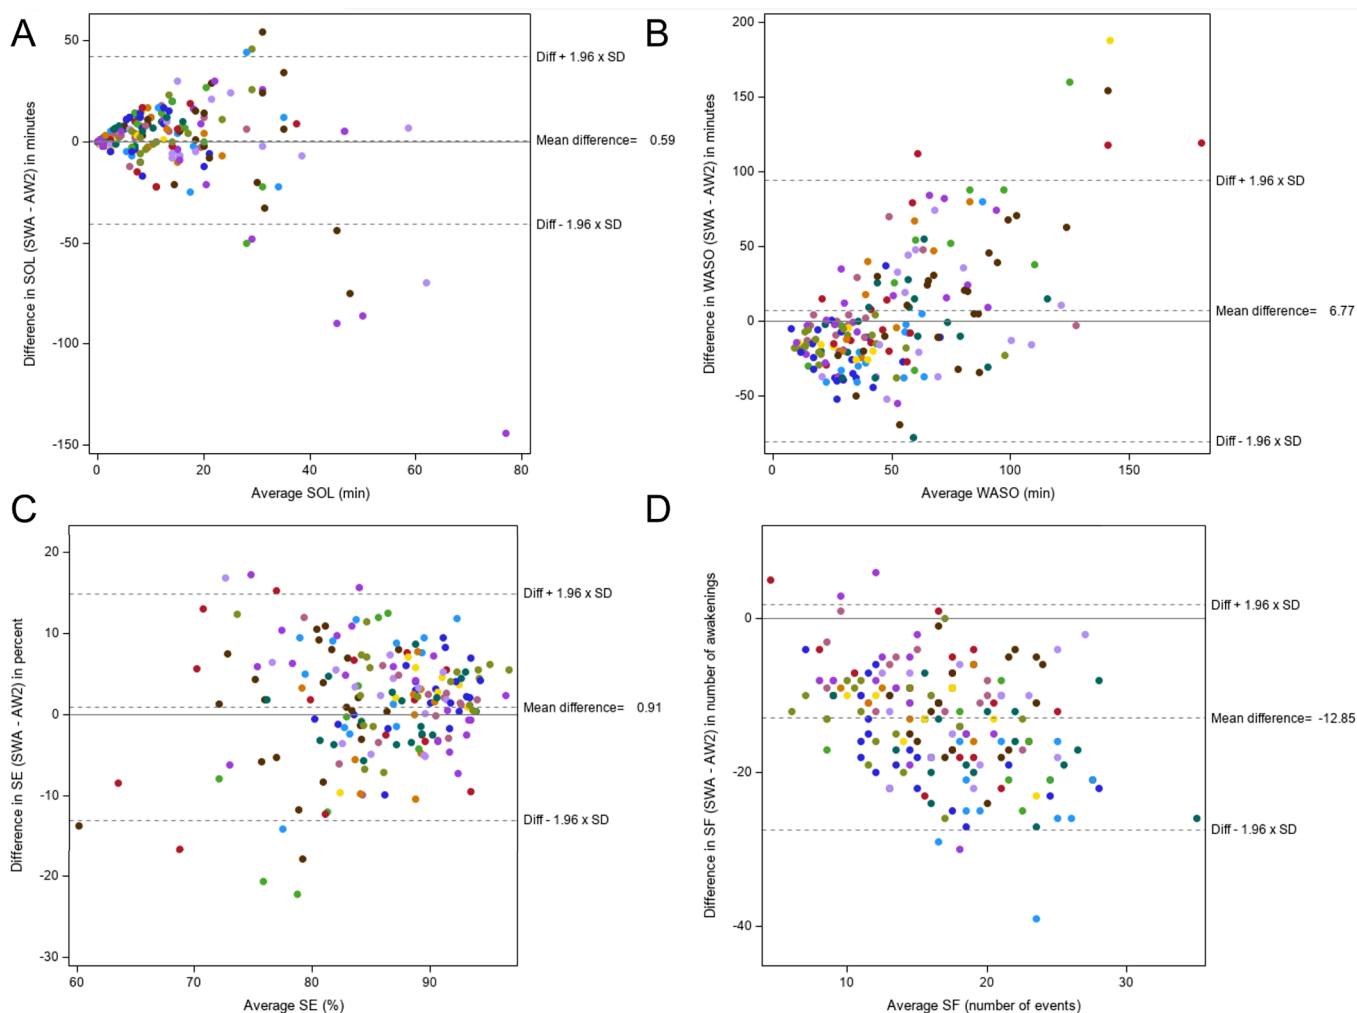 A
Difference in SOL (SWA - AW2) in minutes
50
0
-50
-100
-150
Diff + 1.96 x SD
Mean difference= 0.59
Diff - 1.96 x SD
0 20 40 60 80
Average SOL (min)
B
Difference in WASO (SWA - AW2) in minutes
200
150
100
50
0
-50
Diff + 1.96 x SD
Mean difference= 6.77
Diff - 1.96 x SD
0 50 100 150
Average WASO (min)
C
Difference in SE (SWA - AW2) in percent
20
10
0
-10
-20
-30
Diff + 1.96 x SD
Mean difference= 0.91
Diff - 1.96 x SD
60 70 80 90
Average SE (%)
D
Difference in SF (SWA - AW2) in number of awakenings
0
-20
-40
Diff + 1.96 x SD
Mean difference= -12.85
Diff - 1.96 x SD
10 20 30
Average SF (number of events)